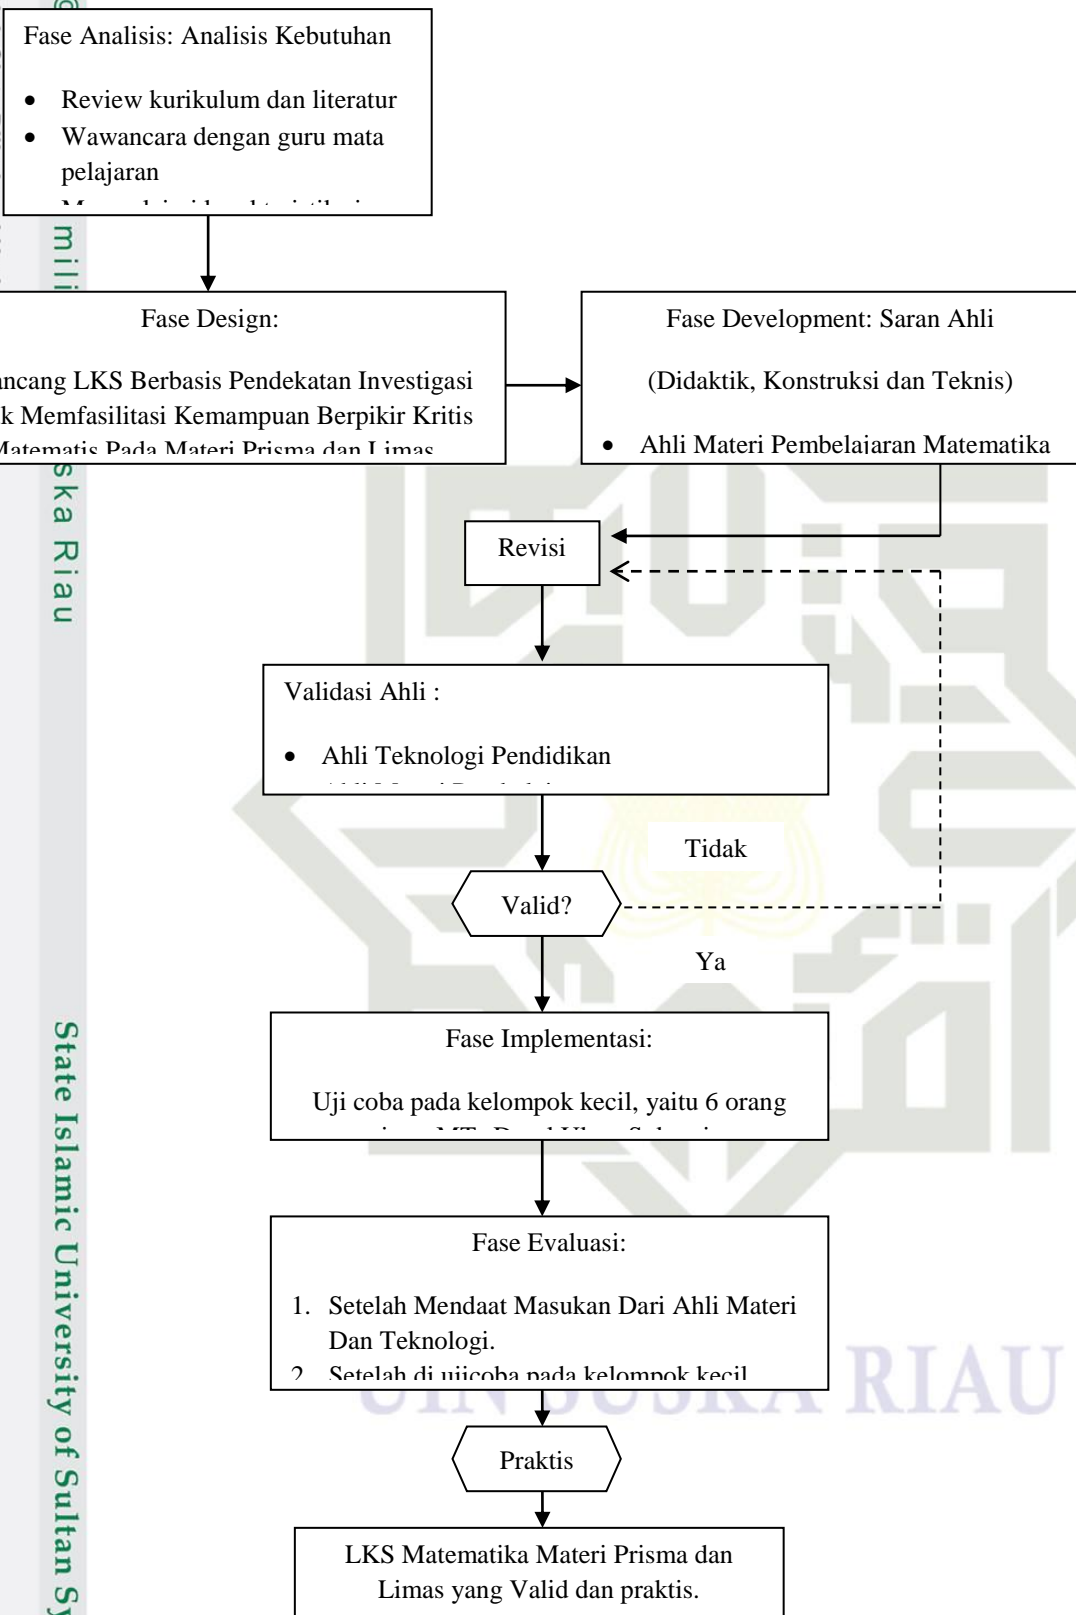 Fase Analisis: Analisis Kebutuhan
• Review kurikulum dan literatur
• Wawancara dengan guru mata
pelajaran
Fase Design:
LKS Berbasis Pendekatan Investigasi
Memfasilitasi Kemampuan Berpikir Kritis
Matematis Pada Materi Prisma dan Limas
Fase Development: Saran Ahli
(Didaktik, Konstruksi dan Teknis)
• Ahli Materi Pembelajaran Matematika
Revisi
Validasi Ahli :
• Ahli Teknologi Pendidikan
Tidak
Valid?
Ya
Fase Implementasi:
Uji coba pada kelompok kecil, yaitu 6 orang
Fase Evaluasi:
1. Setelah Mendaat Masukan Dari Ahli Materi
Dan Teknologi.
2. Setelah di ujicoba pada kelompok kecil
Praktis
LKS Matematika Materi Prisma dan
Limas yang Valid dan praktis.
Riau
State Islamic University of Sultan
UIN SUSKA RIAU